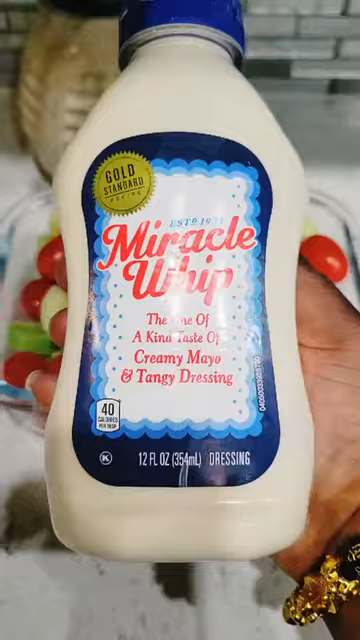 GOLD
STANDARD
RECIPE
ESTD 1933
Miracle
Whip
The One Of
A Kind Taste Of
Creamy Mayo
& Tangy Dressing
40
CALORIES
PER TBSP
K
12 FL OZ (354mL) DRESSING